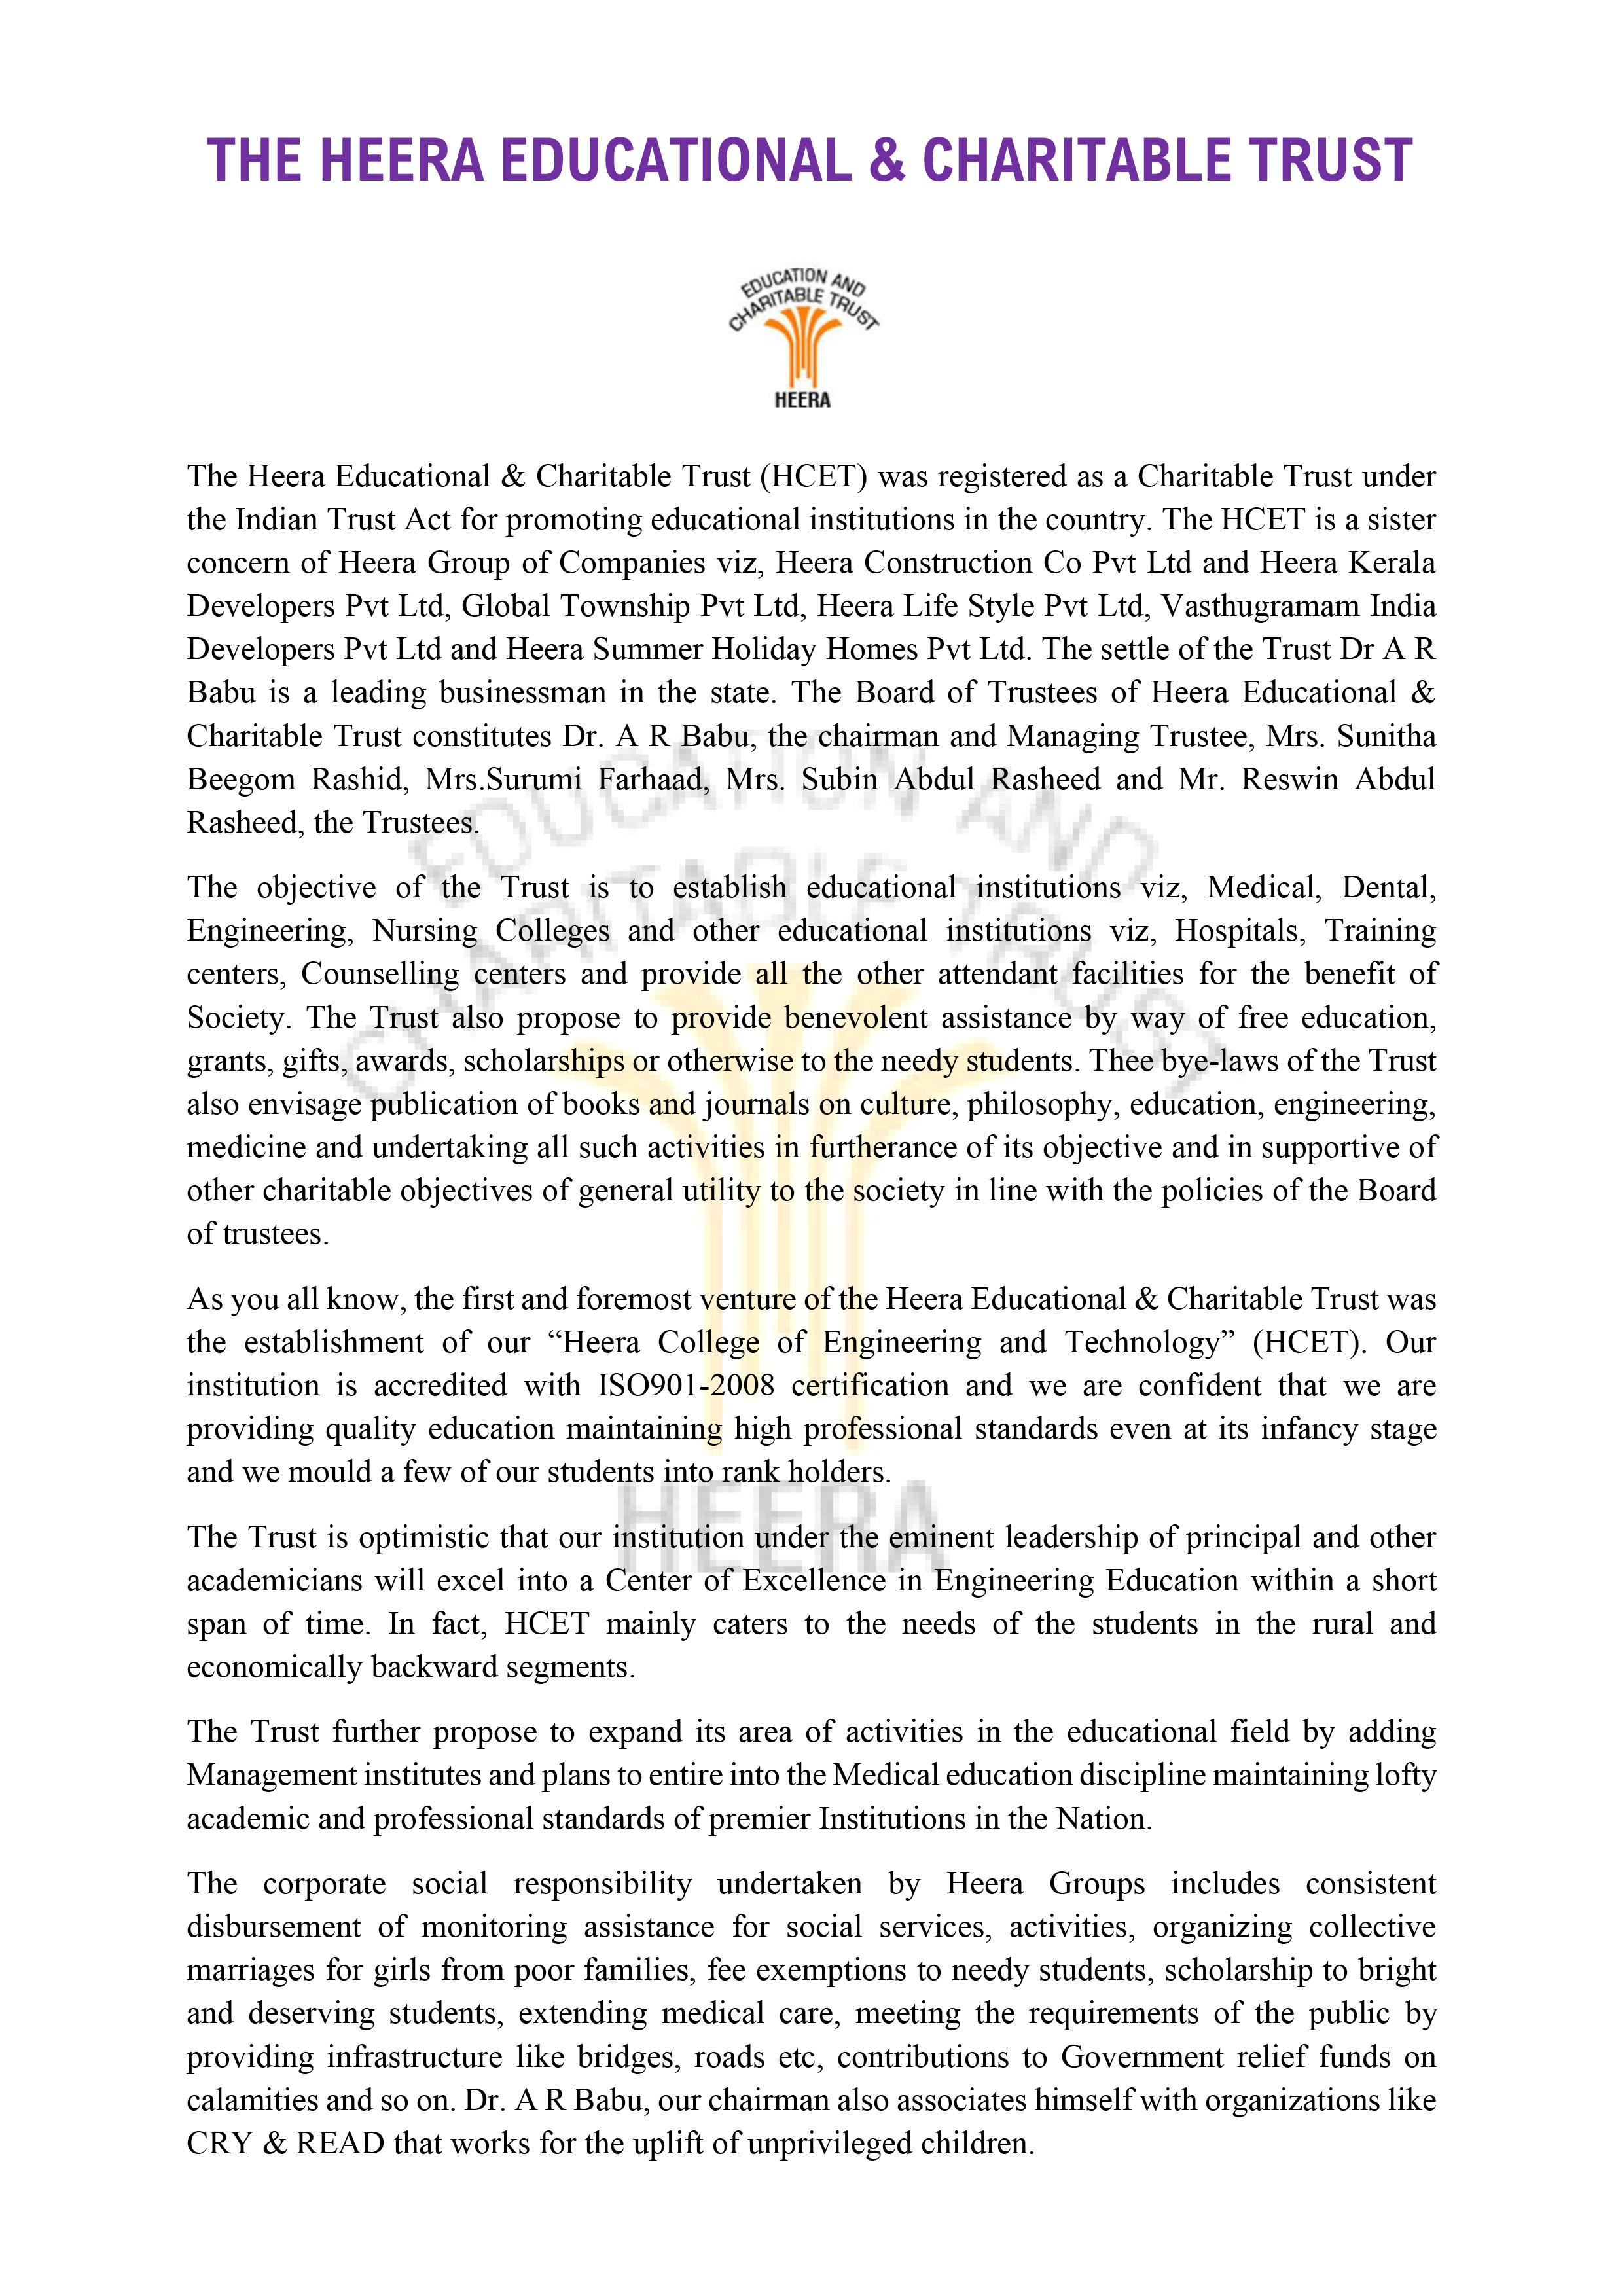 THE HEERA EDUCATIONAL & CHARITABLE TRUST
EDUCATION AND
CHARITABLE TRUST
HEERA
The Heera Educational & Charitable Trust (HCET) was registered as a Charitable Trust under
the Indian Trust Act for promoting educational institutions in the country. The HCET is a sister
concern of Heera Group of Companies viz, Heera Construction Co Pvt Ltd and Heera Kerala
Developers Pvt Ltd, Global Township Pvt Ltd, Heera Life Style Pvt Ltd, Vasthugramam India
Developers Pvt Ltd and Heera Summer Holiday Homes Pvt Ltd. The settle of the Trust Dr A R
Babu is a leading businessman in the state. The Board of Trustees of Heera Educational &
Charitable Trust constitutes Dr. A R Babu, the chairman and Managing Trustee, Mrs. Sunitha
Beegom Rashid, Mrs.Surumi Farhaad, Mrs. Subin Abdul Rasheed and Mr. Reswin Abdul
Rasheed, the Trustees.
The objective of the Trust is to establish educational institutions viz, Medical, Dental,
Engineering, Nursing Colleges and other educational institutions viz, Hospitals, Training
centers, Counselling centers and provide all the other attendant facilities for the benefit of
Society. The Trust also propose to provide benevolent assistance by way of free education,
grants, gifts, awards, scholarships or otherwise to the needy students. Thee bye-laws of the Trust
also envisage publication of books and journals on culture, philosophy, education, engineering,
medicine and undertaking all such activities in furtherance of its objective and in supportive of
other charitable objectives of general utility to the society in line with the policies of the Board
of trustees.
As you all know, the first and foremost venture of the Heera Educational & Charitable Trust was
the establishment of our “Heera College of Engineering and Technology” (HCET). Our
institution is accredited with ISO901-2008 certification and we are confident that we are
providing quality education maintaining high professional standards even at its infancy stage
and we mould a few of our students into rank holders.
The Trust is optimistic that our institution under the eminent leadership of principal and other
academicians will excel into a Center of Excellence in Engineering Education within a short
span of time. In fact, HCET mainly caters to the needs of the students in the rural and
economically backward segments.
The Trust further propose to expand its area of activities in the educational field by adding
Management institutes and plans to entire into the Medical education discipline maintaining lofty
academic and professional standards of premier Institutions in the Nation.
The corporate social responsibility undertaken by Heera Groups includes consistent
disbursement of monitoring assistance for social services, activities, organizing collective
marriages for girls from poor families, fee exemptions to needy students, scholarship to bright
and deserving students, extending medical care, meeting the requirements of the public by
providing infrastructure like bridges, roads etc, contributions to Government relief funds on
calamities and so on. Dr. A R Babu, our chairman also associates himself with organizations like
CRY & READ that works for the uplift of unprivileged children.
EDUCATION AND
CHARITABLE TRUST
HEERA